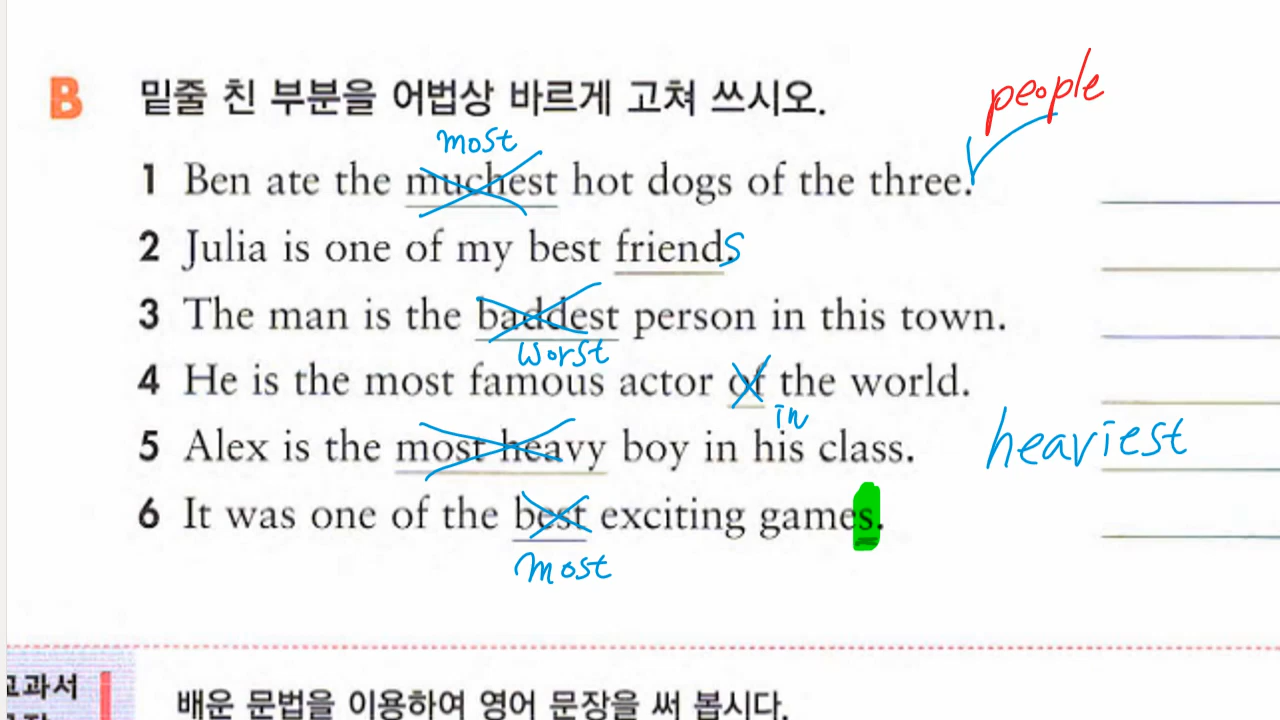 people
B 밑줄 친 부분을 어법상 바르게 고쳐 쓰시오.
most
1 Ben ate the muchest hot dogs of the three.
2 Julia is one of my best friends
3 The man is the baddest person in this town.
worst
4 He is the most famous actor of the world.
in
5 Alex is the most heavy boy in his class. heaviest
6 It was one of the best exciting games.
most
교과서
배운 문법을 이용하여 영어 문장을 써 봅시다.